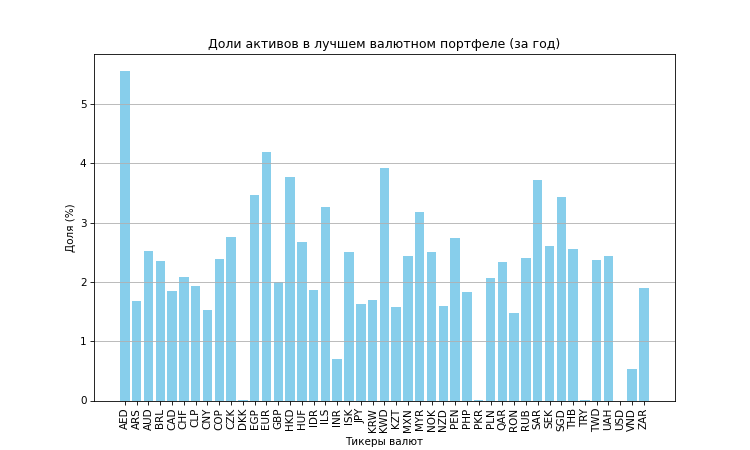 Доли активов в лучшем валютном портфеле (за год)
Доля (%)
5
4
3
2
1
0
AED ARS AUD BRL CAD CHF CLP CNY COP CZK DKK EGP EUR GBP HKD HUF IDR ILS INR ISK JPY KRW KWD KZT MXN MYR NOK NZD PEN PHP PKR PLN QAR RON RUB SAR SEK SGD THB TRY TWD UAH USD VND ZAR
Тикеры валют